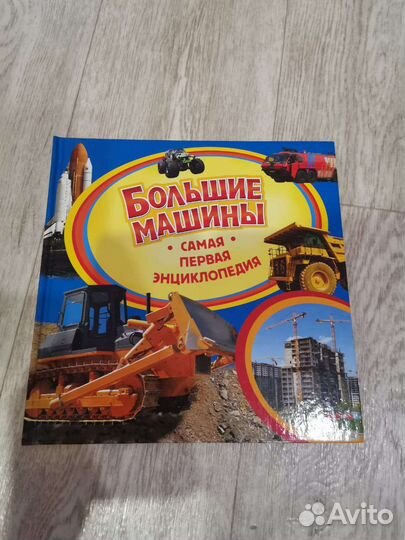 БОЛЬШИЕ
МАШИНЫ
• САМАЯ •
ПЕРВАЯ
ЭНЦИКЛОПЕДИЯ
Avito